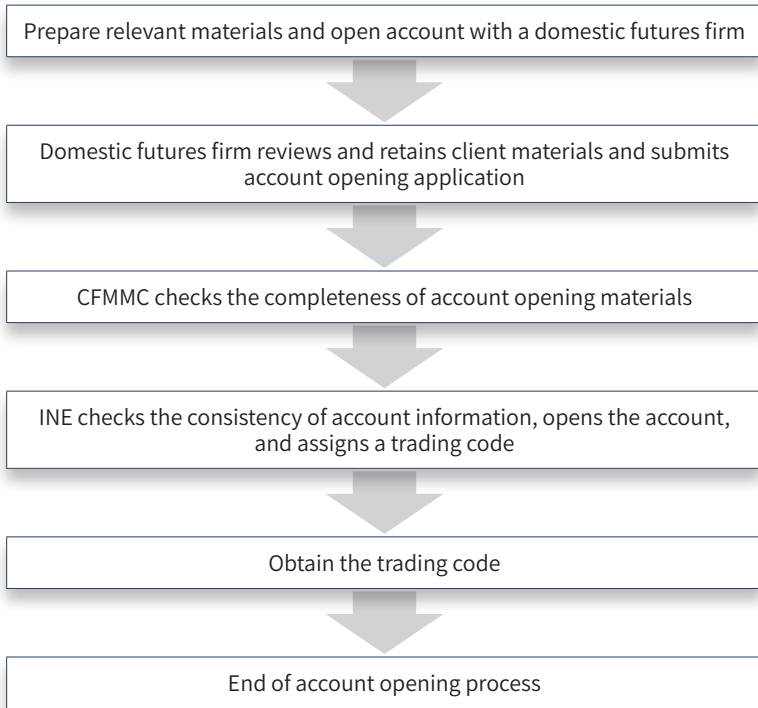 Prepare relevant materials and open account with a domestic futures firm
Domestic futures firm reviews and retains client materials and submits
account opening application
CFMMC checks the completeness of account opening materials
INE checks the consistency of account information, opens the account,
and assigns a trading code
Obtain the trading code
End of account opening process